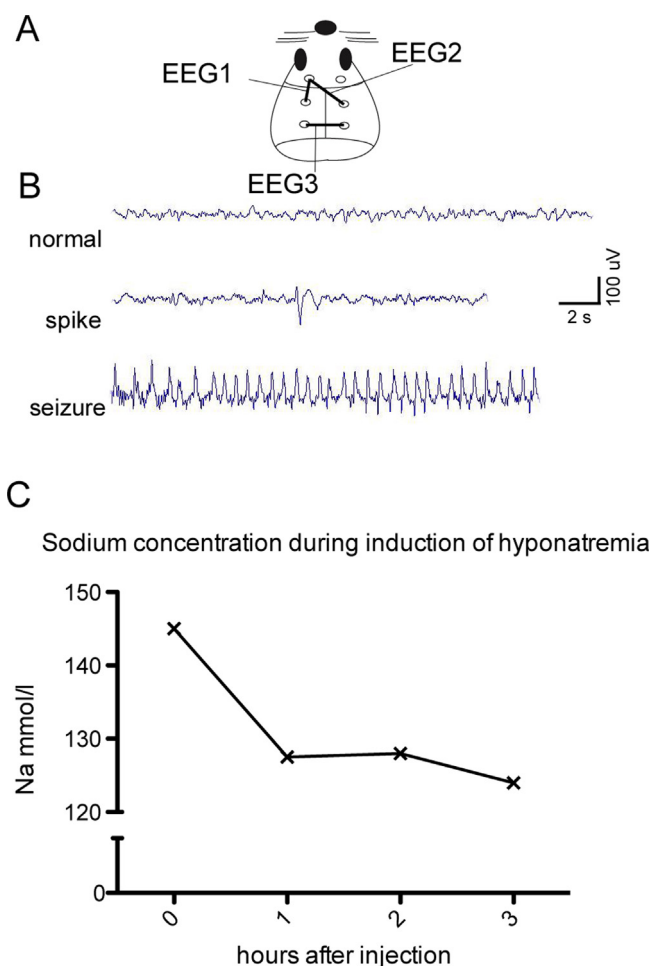 A
EEG1
EEG2
EEG3
B
normal
spike
seizure
100 uV
2 s
C
Sodium concentration during induction of hyponatremia
Na mmol/l
150
140
130
120
0
0 1 2 3
hours after injection